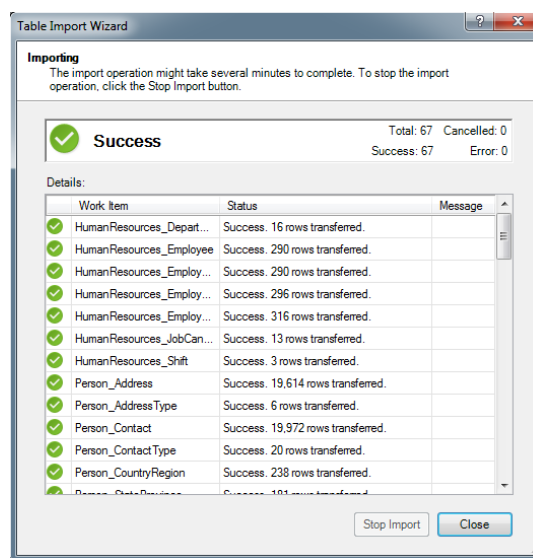 Table Import Wizard
Importing
The import operation might take several minutes to complete. To stop the import
operation, click the Stop Import button.
Success
Total: 67 Cancelled: 0
Success: 67 Error: 0
Details:
Work Item Status Message
HumanResources_Depart... Success. 16 rows transferred.
HumanResources_Employee Success. 290 rows transferred.
HumanResources_Employ... Success. 290 rows transferred.
HumanResources_Employ... Success. 296 rows transferred.
HumanResources_Employ... Success. 316 rows transferred.
HumanResources_JobCan... Success. 13 rows transferred.
HumanResources_Shift Success. 3 rows transferred.
Person_Address Success. 19,614 rows transferred.
Person_AddressType Success. 6 rows transferred.
Person_Contact Success. 19,972 rows transferred.
Person_ContactType Success. 20 rows transferred.
Person_CountryRegion Success. 238 rows transferred.
Person_StateProvince Success. 181 rows transferred.
Stop Import Close